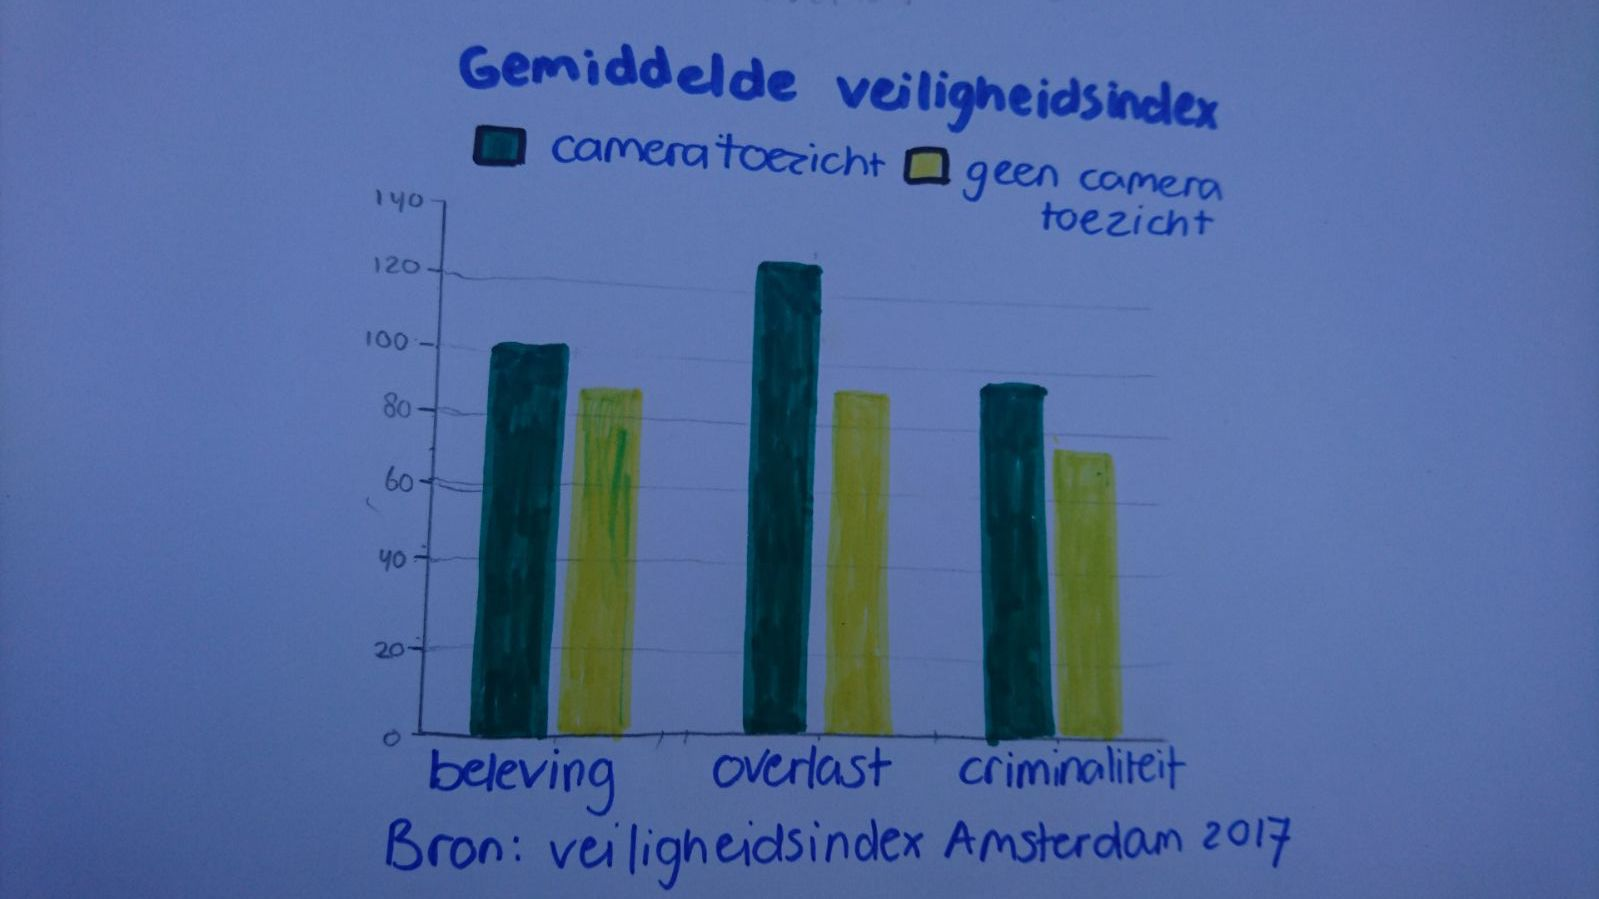 Gemiddelde veiligheidsindex
cameratoezicht
geen camera
toezicht
140
120
100
80
60
40
20
0
beleving
overlast
criminaliteit
Bron: veiligheidsindex Amsterdam 2017